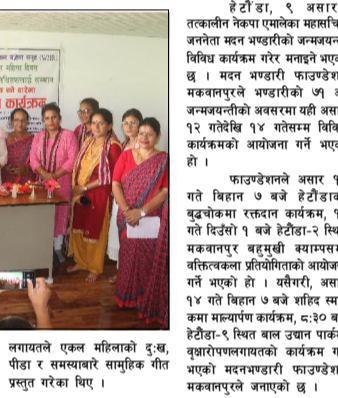 कार्यक्रम
लगायतले एकल महिलाको दुःख,
पीडा र समस्याबारे सामूहिक गीत
प्रस्तुत गरेका थिए ।
हेटौंडा, ९ असार
तत्कालीन नेकपा एमालेका महासचि
जननेता मदन भण्डारीको जन्मजयन्त
विविध कार्यक्रम गरेर मनाइने भएक
छ । मदन भण्डारी फाउण्डेश
मकवानपुरले भण्डारीको ७१ अ
जन्मजयन्तीको अवसरमा यही असा
१२ गतेदेखि १४ गतेसम्म विवि
कार्यक्रमको आयोजना गर्ने भएक
हो ।
फाउण्डेशनले असार १
गते बिहान ७ बजे हेटौंडाक
बुद्धचोकमा रक्तदान कार्यक्रम, १
गते दिउँसो १ बजे हेटौंडा-२ स्थि
मकवानपुर बहुमुखी क्याम्पसम
वक्तित्वकला प्रतियोगिताको आयोज
गर्ने भएको हो । यसैगरी, असा
१४ गते बिहान ७ बजे शहिद स्मा
कमा माल्यार्पण कार्यक्रम, ८:३० ब
हेटौंडा-९ स्थित बाल उद्यान पार्कम
वृक्षारोपणलगायतको कार्यक्रम ग
भएको मदनभण्डारी फाउण्डेश
मकवानपुरले जनाएको छ ।